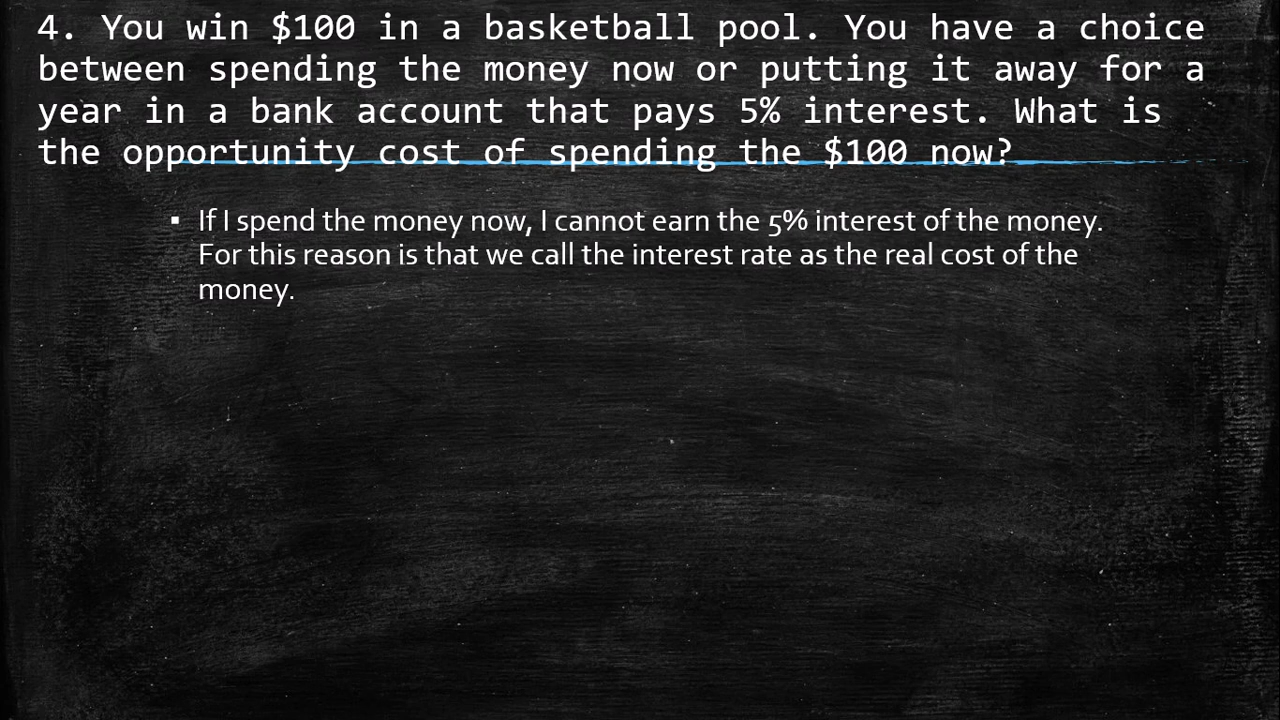 4. You win $100 in a basketball pool. You have a choice
between spending the money now or putting it away for a
year in a bank account that pays 5% interest. What is
the opportunity cost of spending the $100 now?
▪ If I spend the money now, I cannot earn the 5% interest of the money.
For this reason is that we call the interest rate as the real cost of the
money.